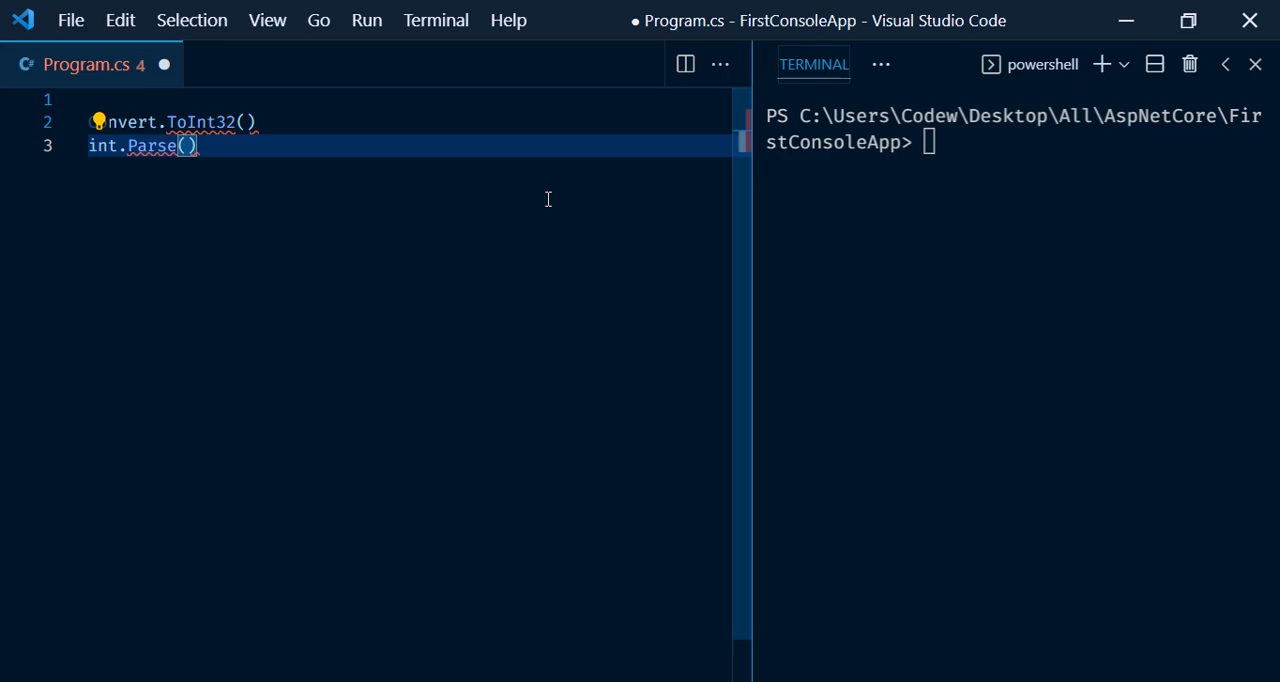 File Edit Selection View Go Run Terminal Help ● Program.cs - FirstConsoleApp - Visual Studio Code
C# Program.cs 4 ●
TERMINAL ... powershell
1
2 nvert.ToInt32()
3 int.Parse()
PS C:\Users\Codew\Desktop\All\AspNetCore\Fir
stConsoleApp>